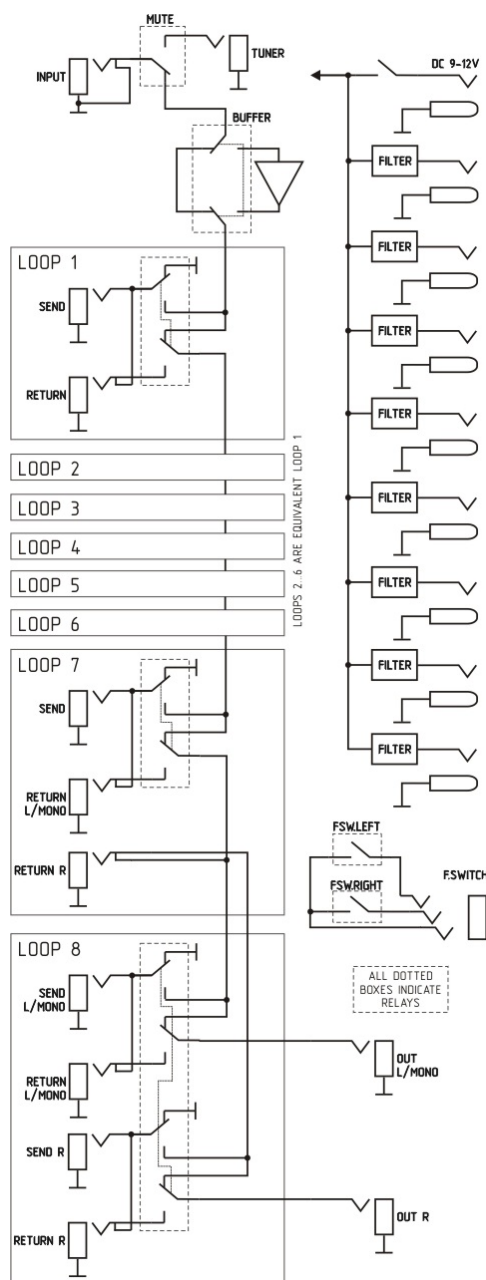 MUTE
TUNER
INPUT
BUFFER
LOOP 1
SEND
RETURN
LOOP 2
LOOP 3
LOOP 4
LOOP 5
LOOP 6
LOOPS 2..6 ARE EQUIVALENT LOOP 1
LOOP 7
SEND
RETURN
L/MONO
RETURN R
LOOP 8
SEND
L/MONO
RETURN
L/MONO
SEND R
RETURN R
OUT
L/MONO
OUT R
DC 9-12V
FILTER
FILTER
FILTER
FILTER
FILTER
FILTER
FILTER
FILTER
FSW.LEFT
FSW.RIGHT
F.SWITCH
ALL DOTTED
BOXES INDICATE
RELAYS